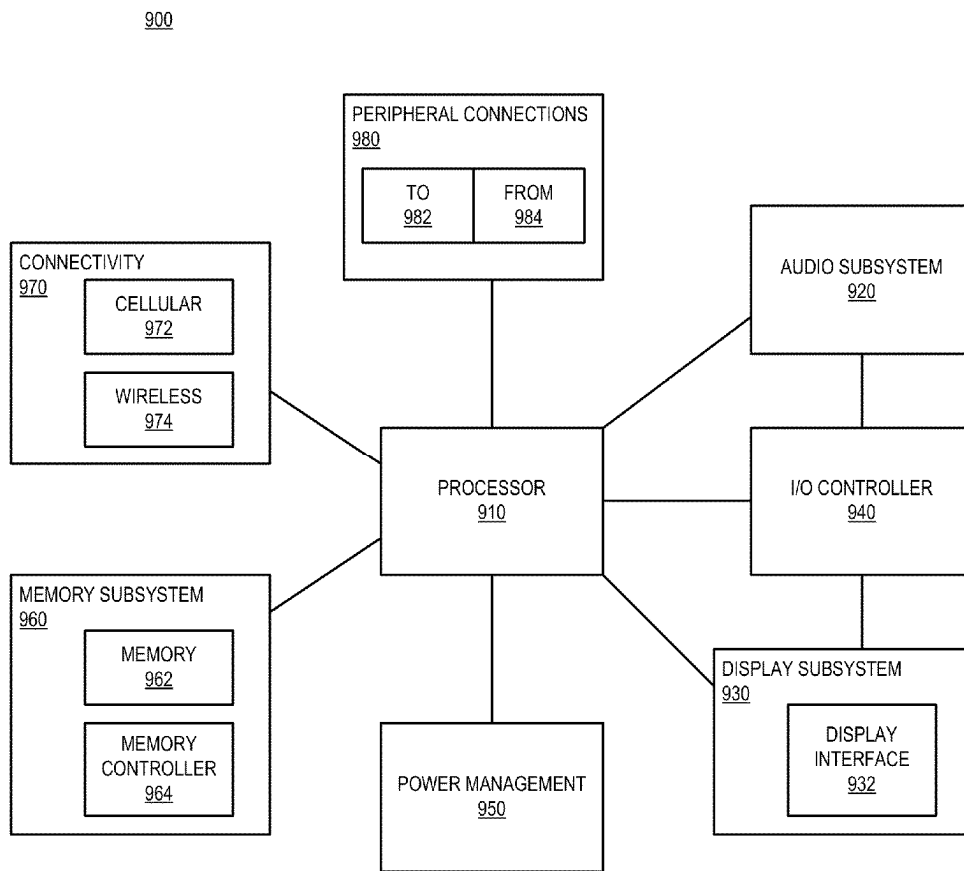 900
PERIPHERAL CONNECTIONS
980
TO
982
FROM
984
CONNECTIVITY
970
CELLULAR
972
WIRELESS
974
AUDIO SUBSYSTEM
920
PROCESSOR
910
I/O CONTROLLER
940
MEMORY SUBSYSTEM
960
MEMORY
962
MEMORY
CONTROLLER
964
POWER MANAGEMENT
950
DISPLAY SUBSYSTEM
930
DISPLAY
INTERFACE
932